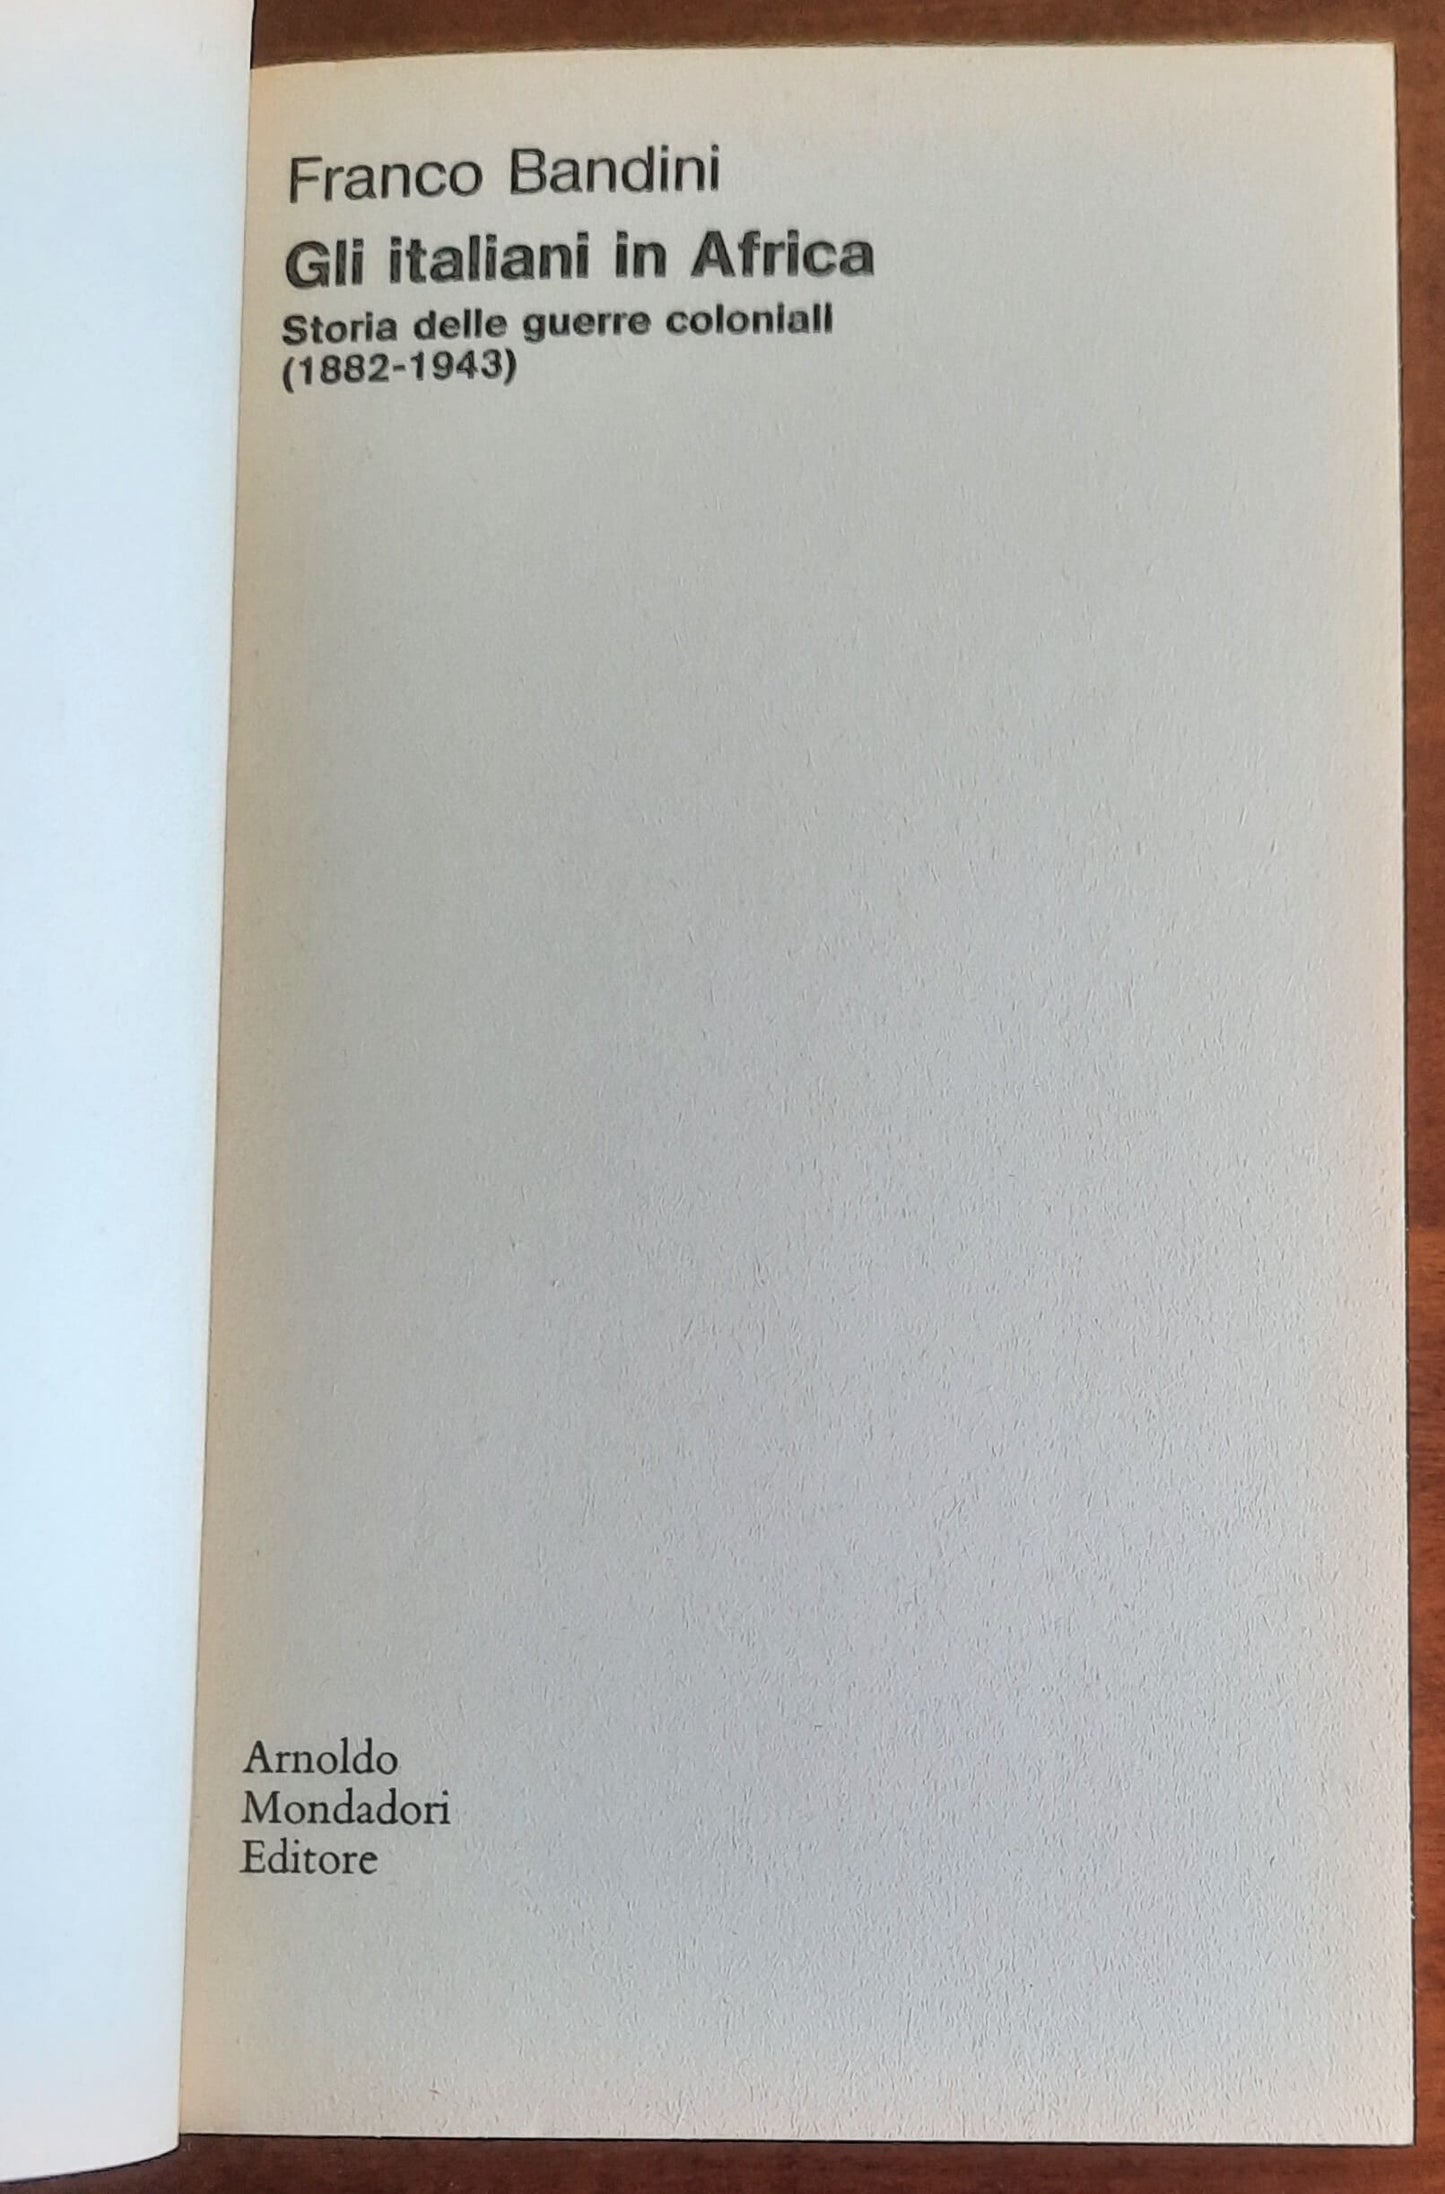 Franco Bandini
Gli italiani in Africa
Storia delle guerre coloniali
(1882-1943)
Arnoldo
Mondadori
Editore